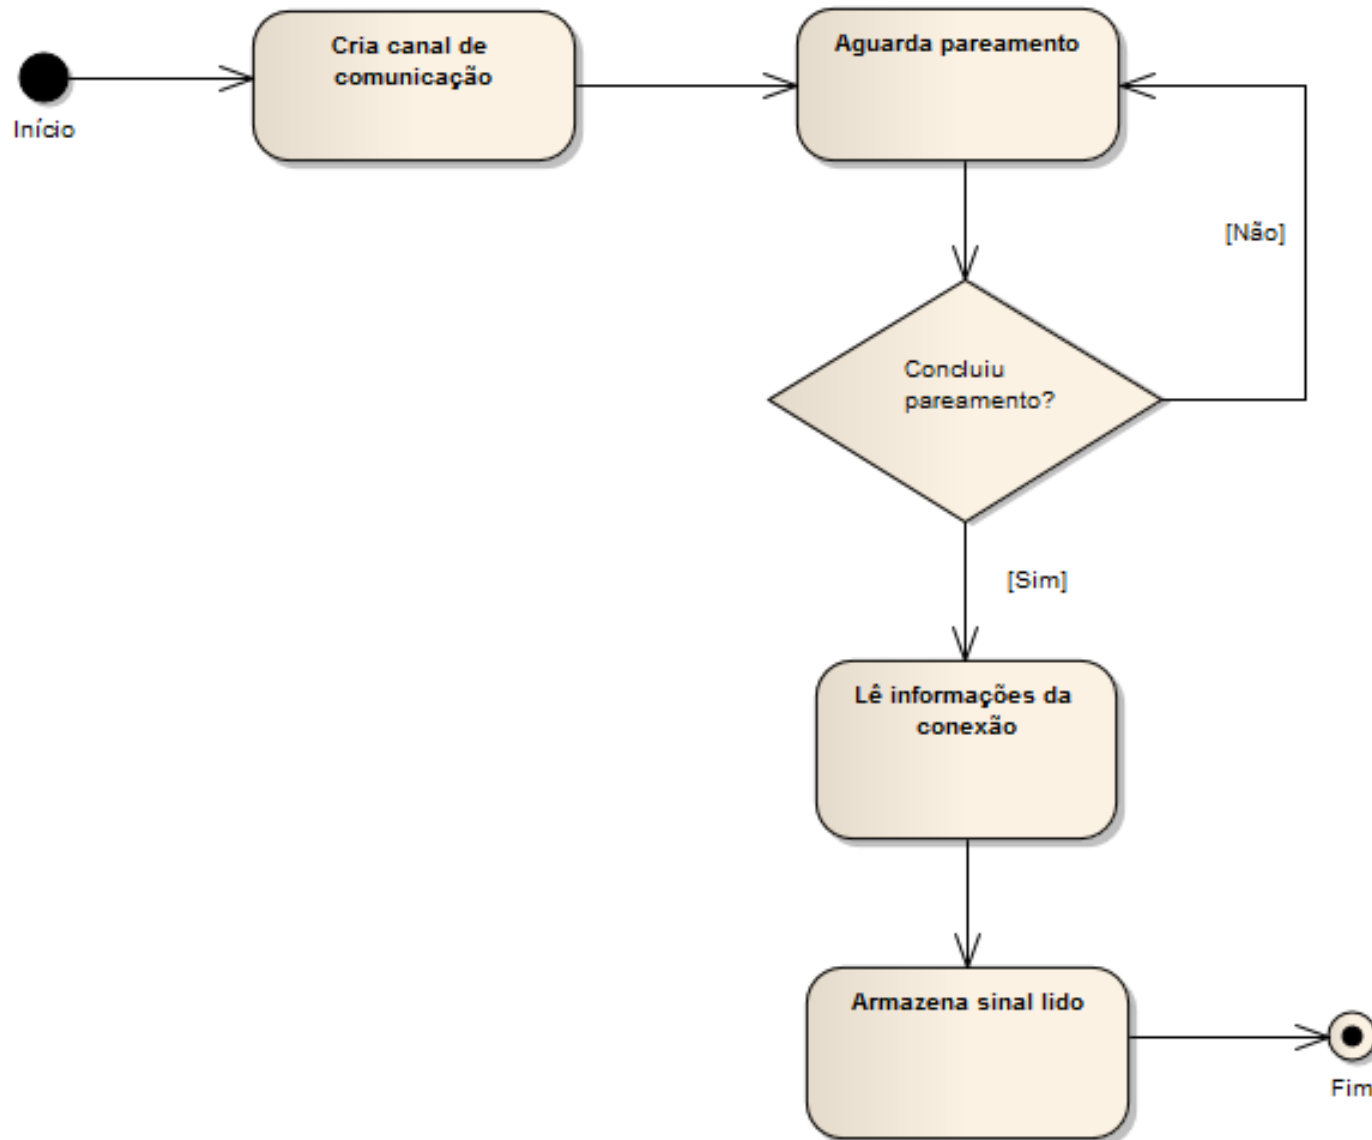 Início
Cria canal de
comunicação
Aguarda pareamento
[Não]
Concluiu
pareamento?
[Sim]
Lê informações da
conexão
Armazena sinal lido
Fim